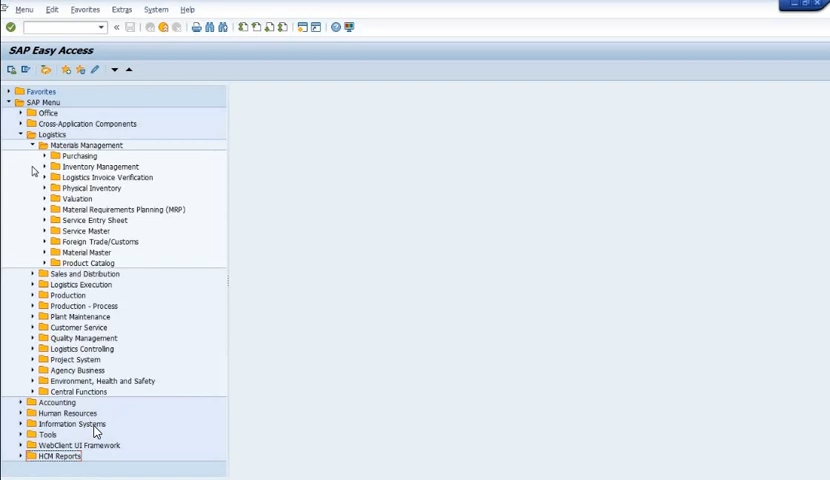 Menu Edit Favorites Extras System Help
SAP Easy Access
Favorites
SAP Menu
Office
Cross-Application Components
Logistics
Materials Management
Purchasing
Inventory Management
Logistics Invoice Verification
Physical Inventory
Valuation
Material Requirements Planning (MRP)
Service Entry Sheet
Service Master
Foreign Trade/Customs
Material Master
Product Catalog
Sales and Distribution
Logistics Execution
Production
Production - Process
Plant Maintenance
Customer Service
Quality Management
Logistics Controlling
Project System
Agency Business
Environment, Health and Safety
Central Functions
Accounting
Human Resources
Information Systems
Tools
WebClient UI Framework
HCM Reports